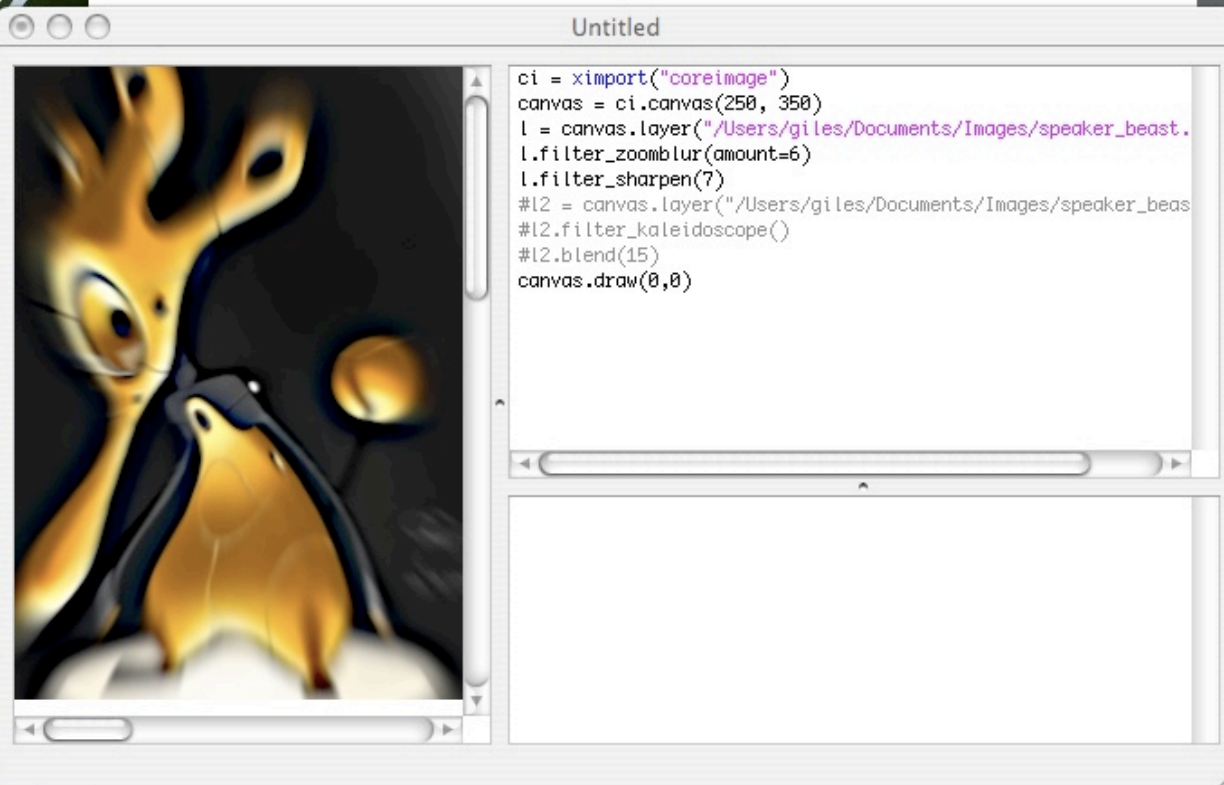 Untitled
ci = ximport("coreimage")
canvas = ci.canvas(250, 350)
l = canvas.layer("/Users/giles/Documents/Images/speaker_beast.
l.filter_zoomblur(amount=6)
l.filter_sharpen(7)
#l2 = canvas.layer("/Users/giles/Documents/Images/speaker_beas
#l2.filter_kaleidoscope()
#l2.blend(15)
canvas.draw(0,0)